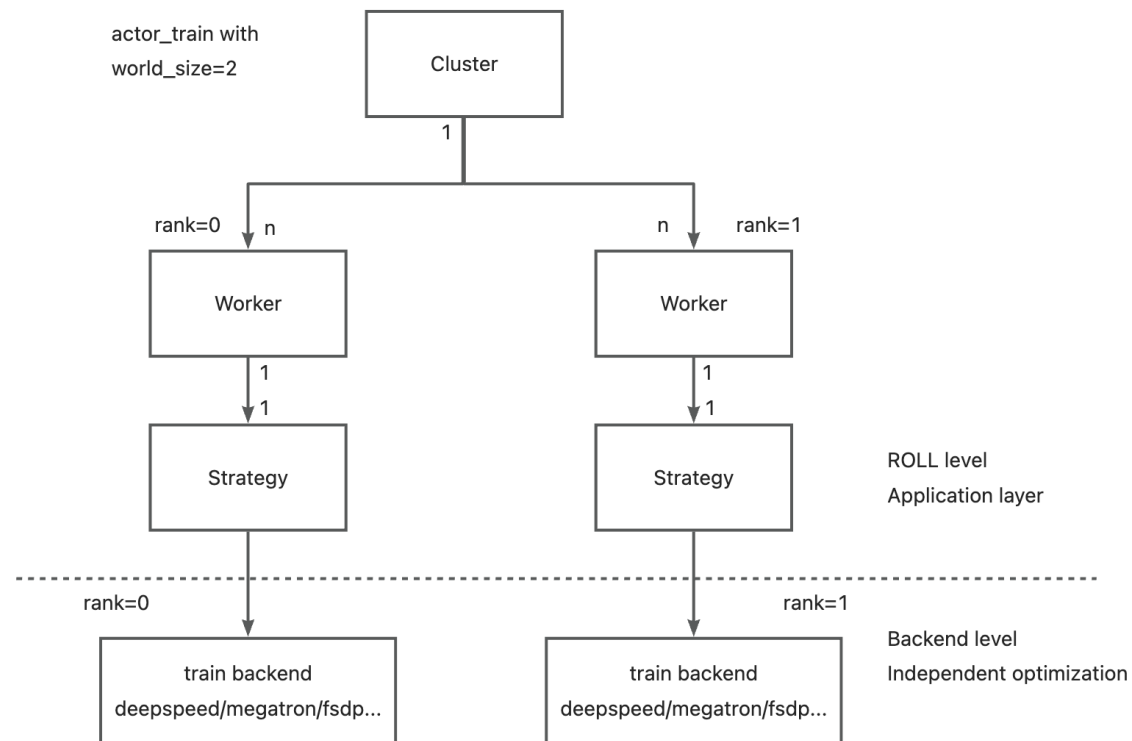 actor_train with
world_size=2
Cluster
1
rank=0
n
n
rank=1
Worker
Worker
1
1
1
1
Strategy
Strategy
ROLL level
Application layer
rank=0
rank=1
Backend level
Independent optimization
train backend
deepspeed/megatron/fsdp...
train backend
deepspeed/megatron/fsdp...